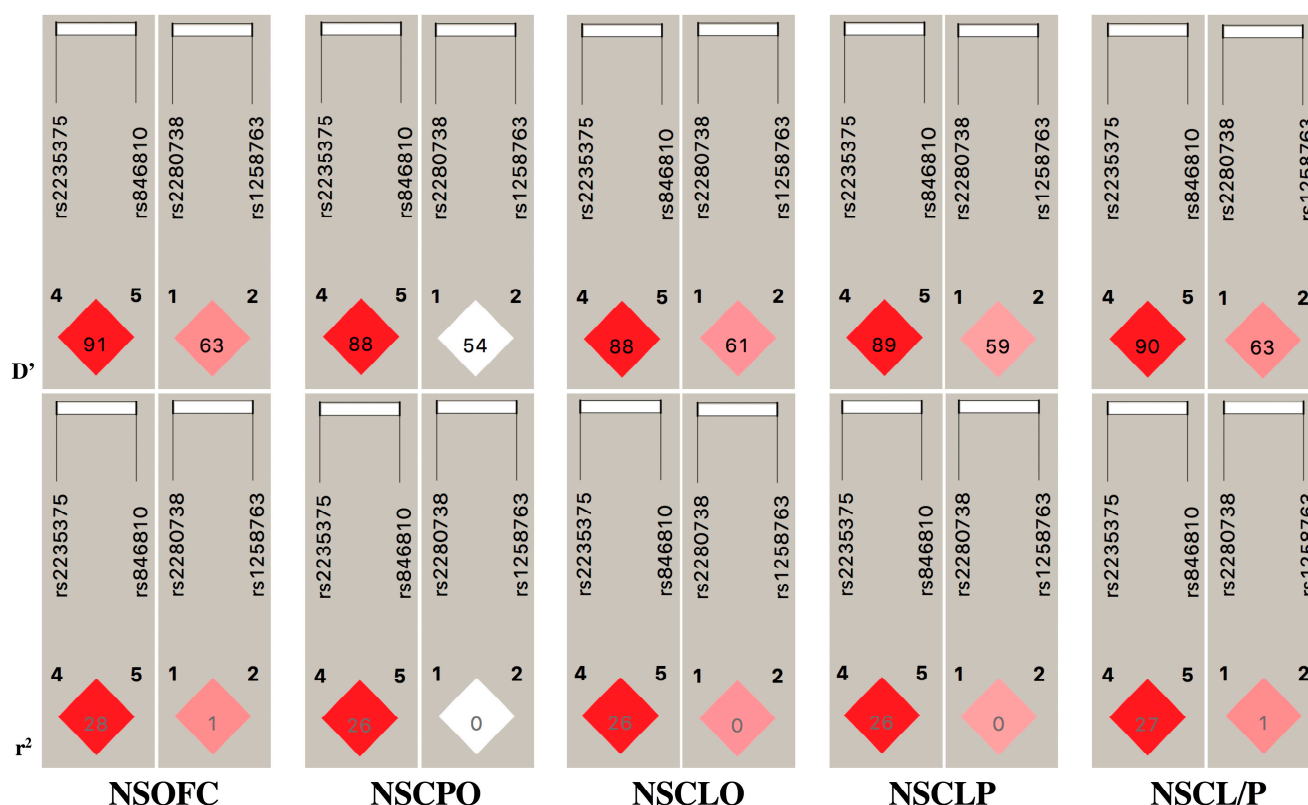 rs2235375 rs846810 rs2280738 rs1258763 rs2235375 rs846810 rs2280738 rs1258763 rs2235375 rs846810 rs2280738 rs1258763 rs2235375 rs846810 rs2280738 rs1258763 rs2235375 rs846810 rs2280738 rs1258763
4 5 1 2 4 5 1 2 4 5 1 2 4 5 1 2 4 5 1 2
91 63 88 54 88 61 89 59 90 63
D’
rs2235375 rs846810 rs2280738 rs1258763 rs2235375 rs846810 rs2280738 rs1258763 rs2235375 rs846810 rs2280738 rs1258763 rs2235375 rs846810 rs2280738 rs1258763 rs2235375 rs846810 rs2280738 rs1258763
4 5 1 2 4 5 1 2 4 5 1 2 4 5 1 2 4 5 1 2
28 1 26 0 26 0 26 0 27 1
r²
NSOFC NSCPO NSCLO NSCLP NSCL/P